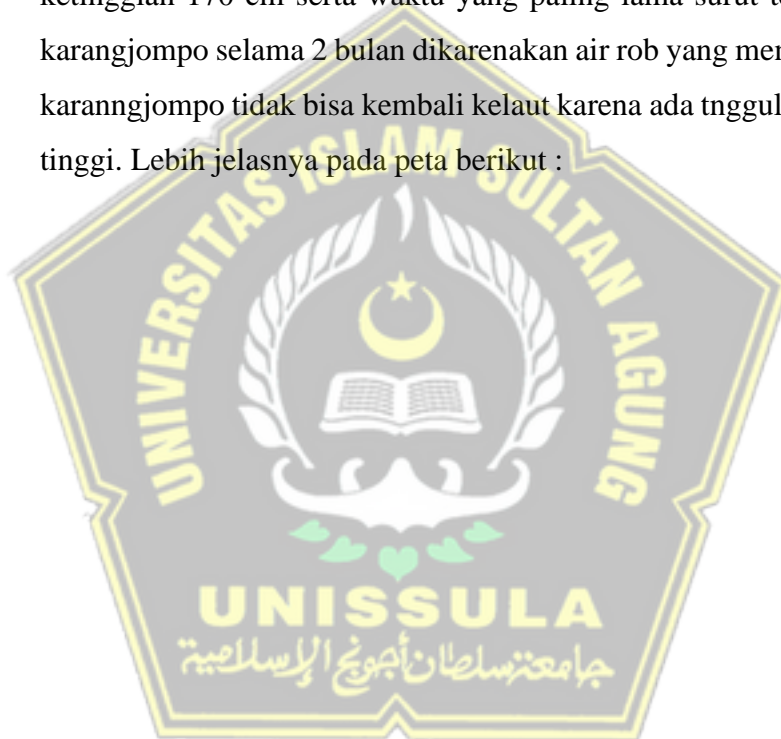 ketinggian 170 cm serta waktu yang paling lama surut
karangjompo selama 2 bulan dikarenakan air rob yang
karanngjompo tidak bisa kembali kelaut karena ada tnggul
tinggi. Lebih jelasnya pada peta berikut :
UNIVERSITAS ISLAM SULTAN AGUNG
UNISSULA
جامعة سلطان أجونج الإسلامية